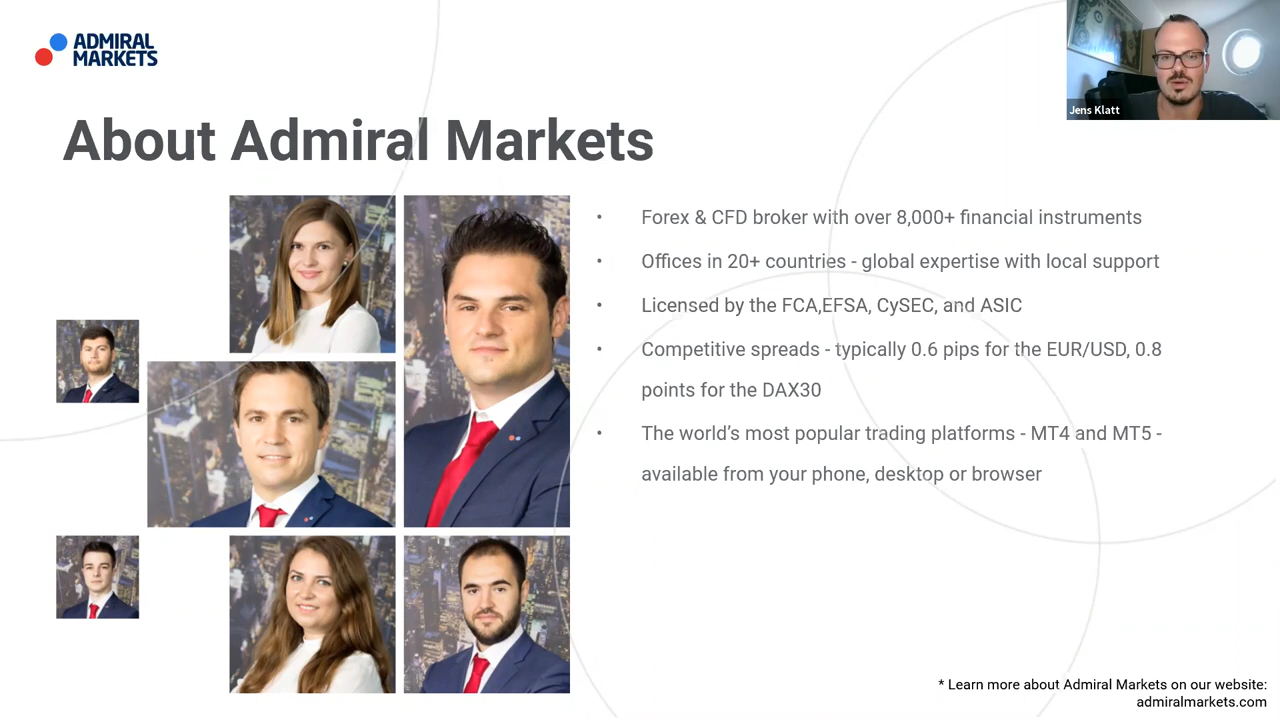 ADMIRAL
MARKETS
Jens Klatt
About Admiral Markets
• Forex & CFD broker with over 8,000+ financial instruments
• Offices in 20+ countries - global expertise with local support
• Licensed by the FCA,EFSA, CySEC, and ASIC
• Competitive spreads - typically 0.6 pips for the EUR/USD, 0.8
points for the DAX30
• The world’s most popular trading platforms - MT4 and MT5 -
available from your phone, desktop or browser
* Learn more about Admiral Markets on our website:
admiralmarkets.com